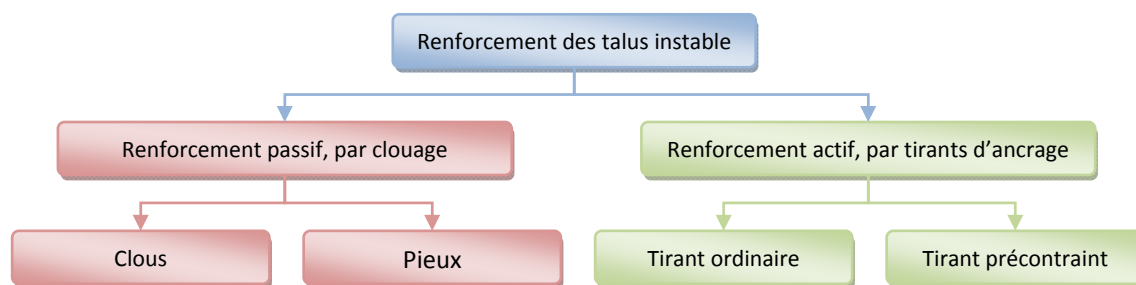 Renforcement des talus instable
Renforcement passif, par clouage
Renforcement actif, par tirants d’ancrage
Clous
Pieux
Tirant ordinaire
Tirant précontraint